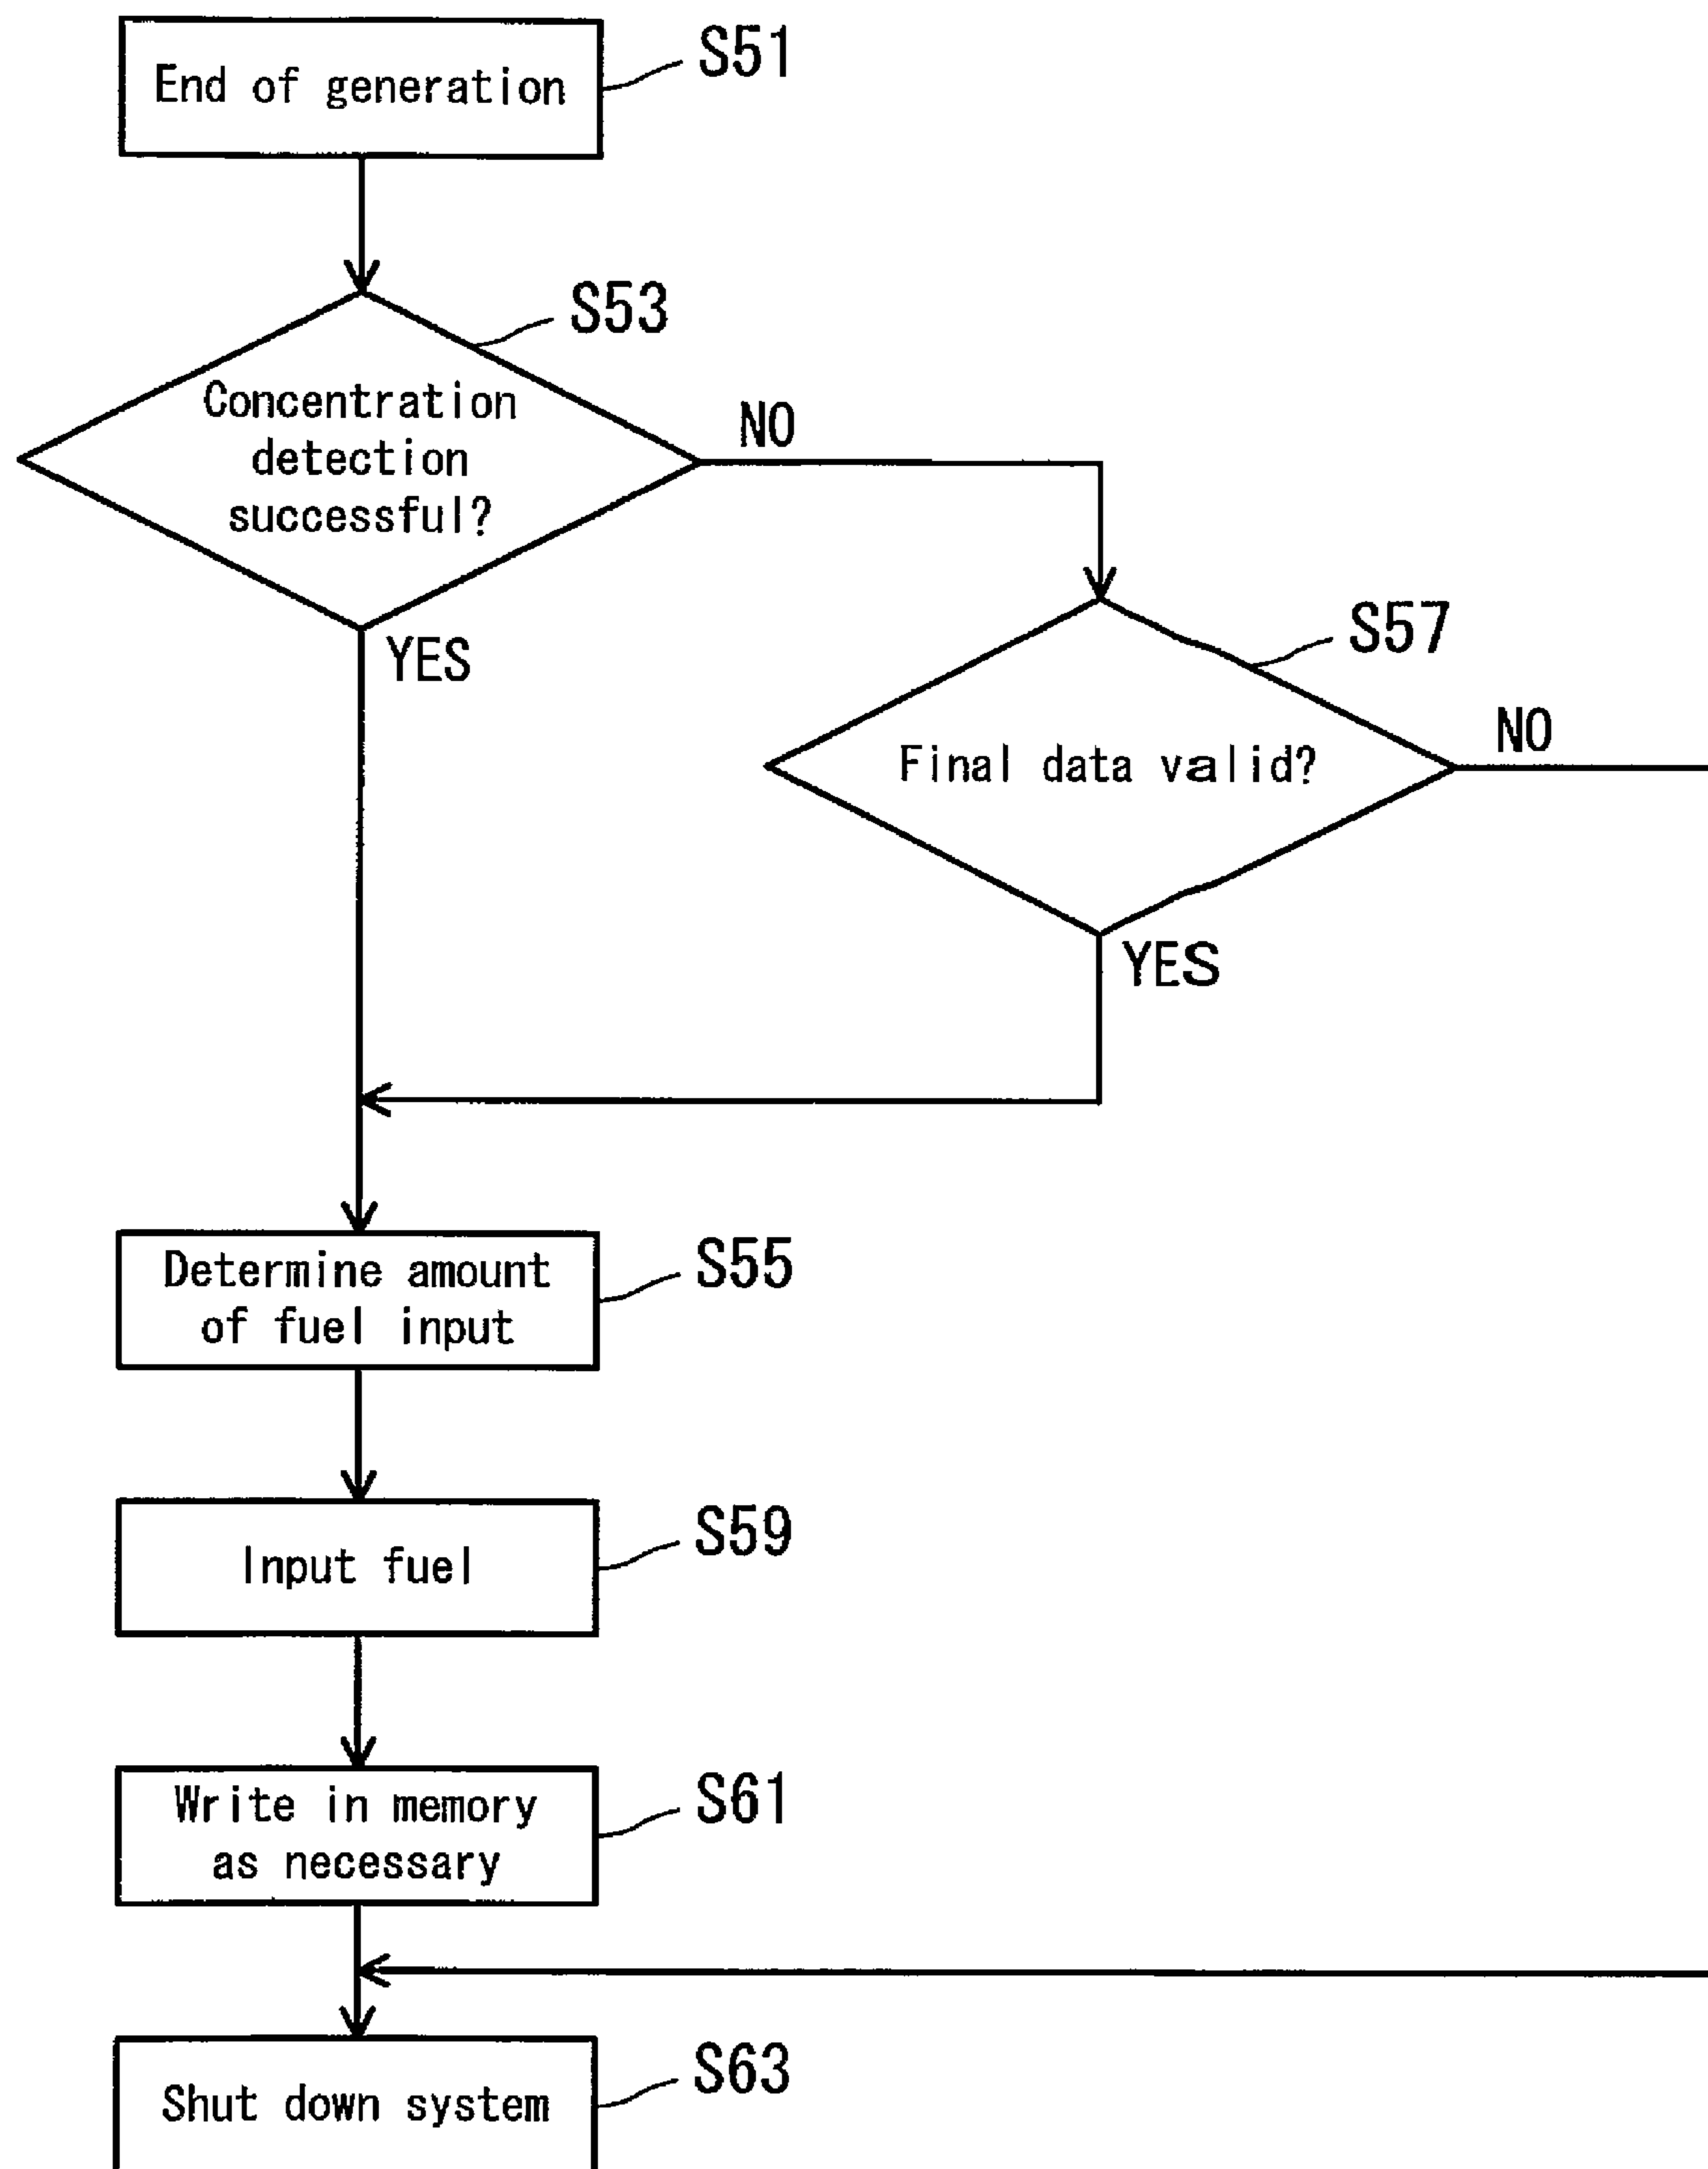 End of generation
S51
S53
Concentration
detection
successful?
NO
YES
S57
Final data valid?
NO
YES
Determine amount
of fuel input
S55
Input fuel
S59
Write in memory
as necessary
S61
Shut down system
S63